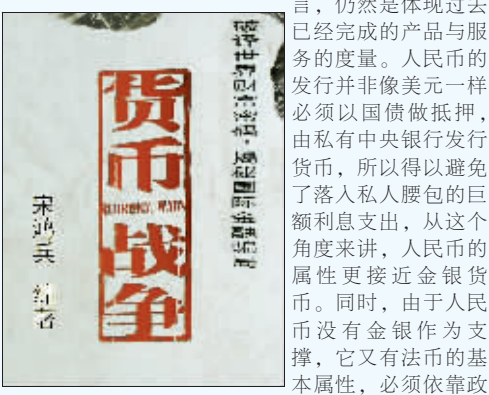 货币战争
宋鸿兵 编著
言，仍然是体现过去
已经完成的产品与服
务的度量。人民币的
发行并非像美元一样
必须以国债做抵押，
由私有中央银行发行
货币，所以得以避免
了落入私人腰包的巨
额利息支出，从这个
角度来讲，人民币的
属性更接近金银货
币。同时，由于人民
币没有金银作为支
撑，它又有法币的基
本属性，必须依靠政